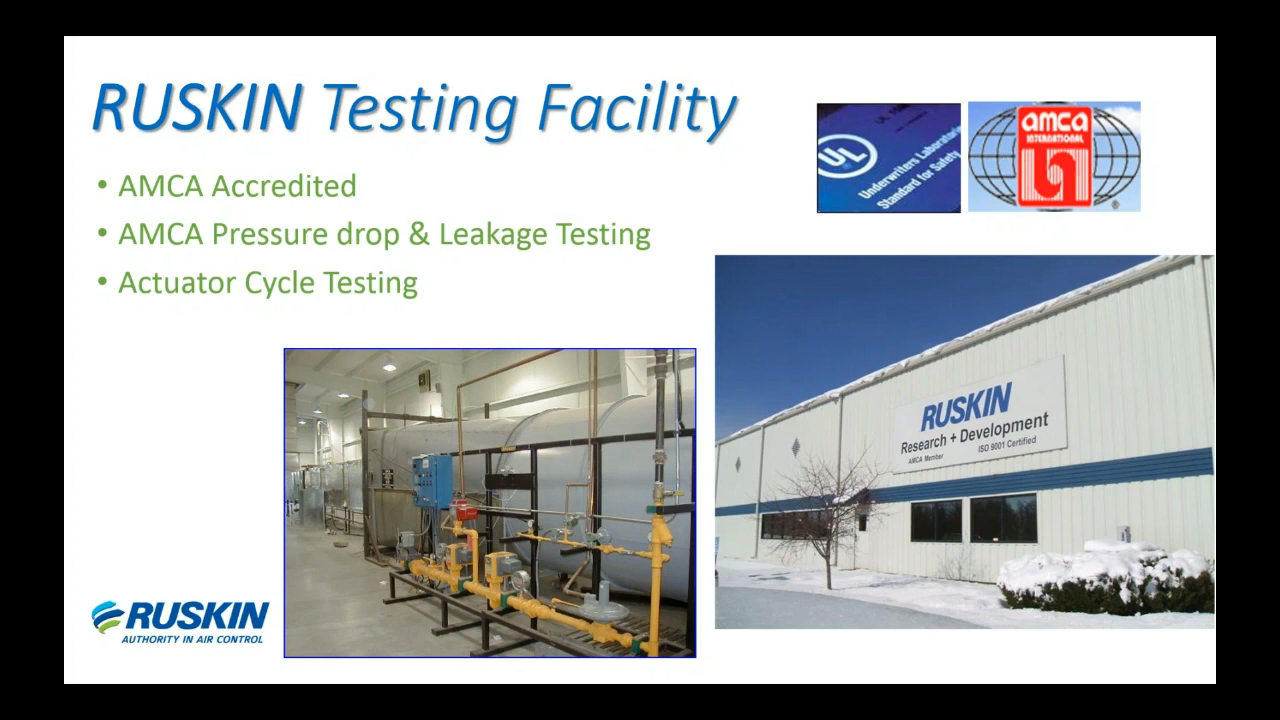 RUSKIN Testing Facility
• AMCA Accredited
• AMCA Pressure drop & Leakage Testing
• Actuator Cycle Testing
UL
Underwriters Laboratories
Standard for Safety
amca
INTERNATIONAL
®
RUSKIN
Research + Development
AMCA Member
ISO 9001 Certified
RUSKIN
AUTHORITY IN AIR CONTROL